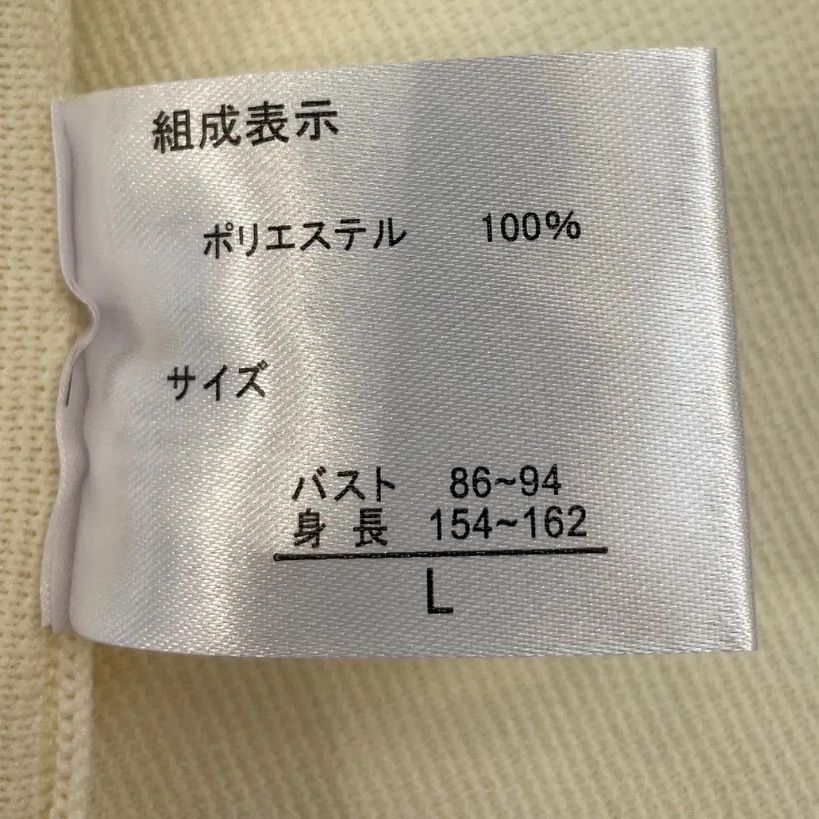 組成表示
ポリエステル 100%
サイズ
バスト 86~94
身長 154~162
L